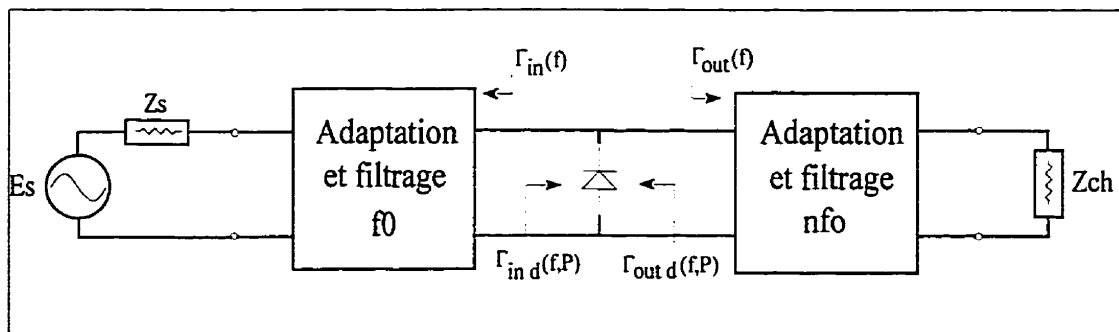 Γin(f)
Γout(f)
Zs
Es
Adaptation
et filtrage
f0
Adaptation
et filtrage
nfo
Zch
Γin d(f,P)
Γout d(f,P)